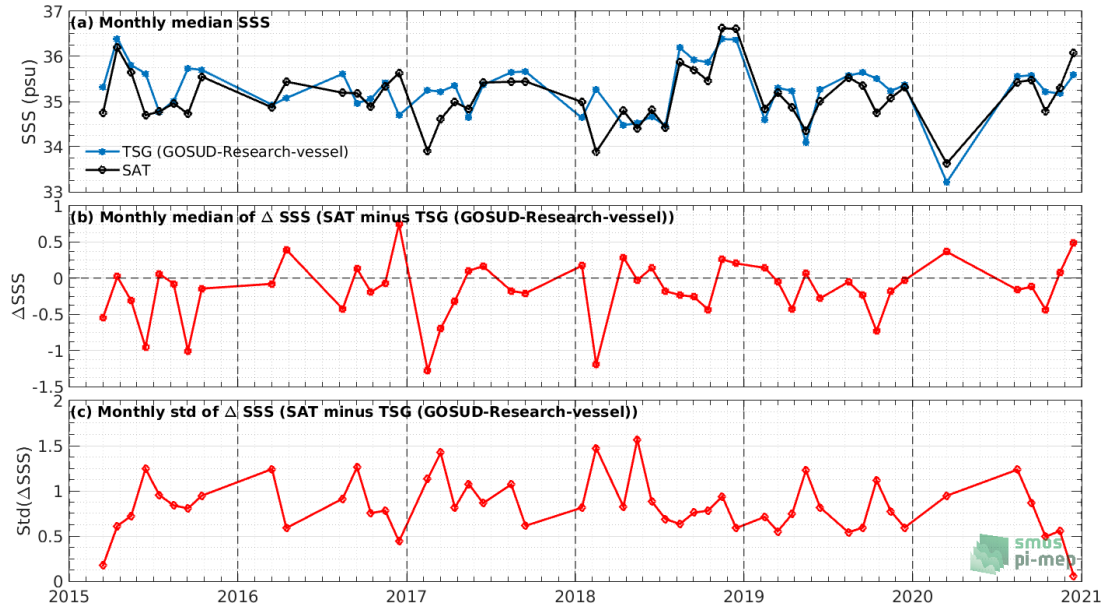 (a) Monthly median SSS
37
36
35
34
33
SSS (psu)
TSG (GOSUD-Research-vessel)
SAT
(b) Monthly median of Δ SSS (SAT minus TSG (GOSUD-Research-vessel))
1
0.5
0
-0.5
-1
-1.5
ΔSSS
(c) Monthly std of Δ SSS (SAT minus TSG (GOSUD-Research-vessel))
2
1.5
1
0.5
0
Std(ΔSSS)
2015 2016 2017 2018 2019 2020 2021
smos
pi-mep